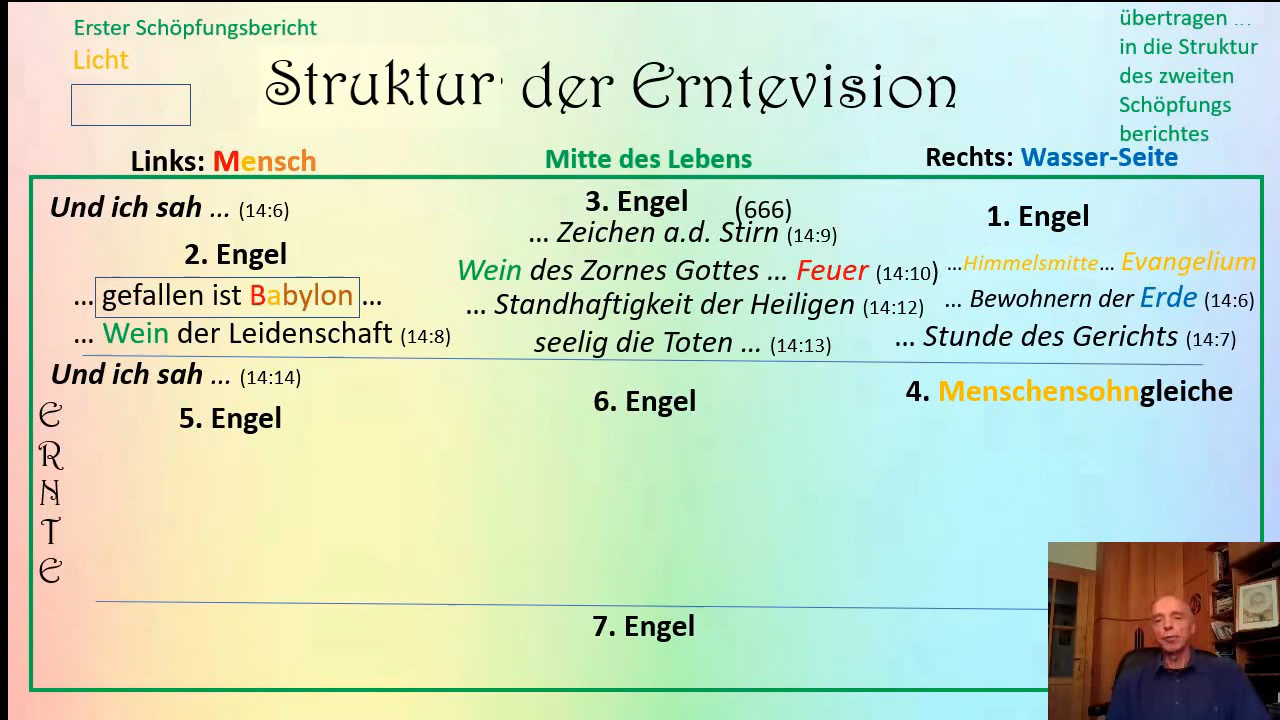 Erster Schöpfungsbericht
Licht
übertragen ...
in die Struktur
des zweiten
Schöpfungs
berichtes
Struktur der Erntevision
Links: Mensch
Mitte des Lebens
Rechts: Wasser-Seite
Und ich sah ... (14:6)
2. Engel
... gefallen ist Babylon ...
... Wein der Leidenschaft (14:8)
3. Engel (666)
... Zeichen a.d. Stirn (14:9)
Wein des Zornes Gottes ... Feuer (14:10)
... Standhaftigkeit der Heiligen (14:12)
seelig die Toten ... (14:13)
1. Engel
...Himmelsmitte... Evangelium
... Bewohnern der Erde (14:6)
... Stunde des Gerichts (14:7)
Und ich sah ... (14:14)
5. Engel
6. Engel
4. Menschensohngleiche
ERNTE
7. Engel